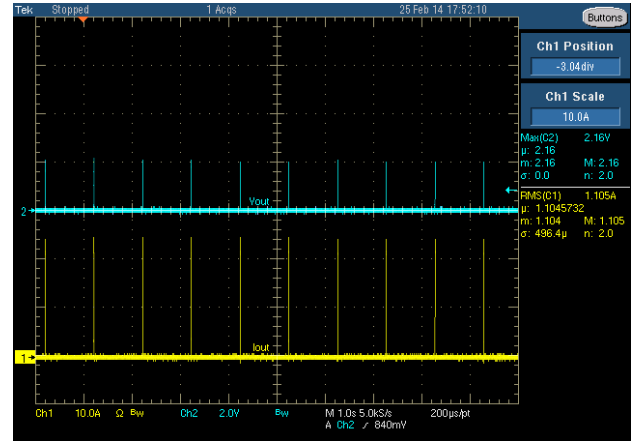 Tek Stopped 1 Acqs 25 Feb 14 17:52:10
Buttons
Ch1 Position
-3.04div
Ch1 Scale
10.0A
Max(C2) 2.16V
µ: 2.16
m: 2.16 M: 2.16
σ: 0.0 n: 2.0
RMS(C1) 1.105A
µ: 1.1045732
m: 1.104 M: 1.105
σ: 496.4µ n: 2.0
Vout
2
Iout
1
Ch1 10.0A Ω Bw Ch2 2.0V Bw M 1.0s 5.0kS/s 200µs/pt
A Ch2 ∕ 840mV